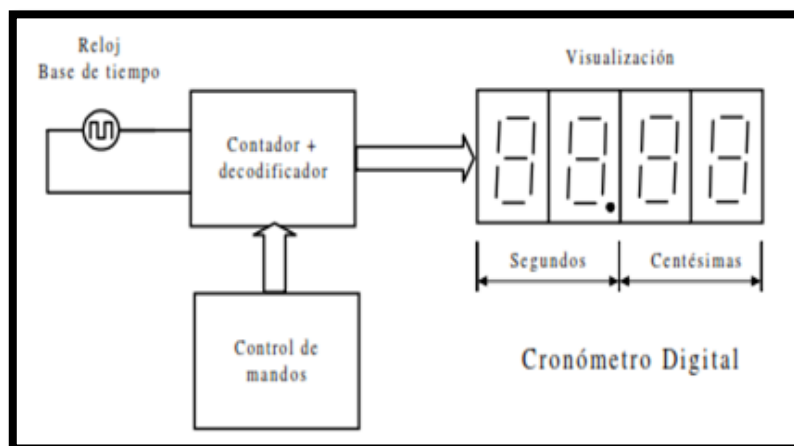 Reloj
Base de tiempo
Visualización
Contador +
decodificador
Segundos
Centésimas
Control de
mandos
Cronómetro Digital